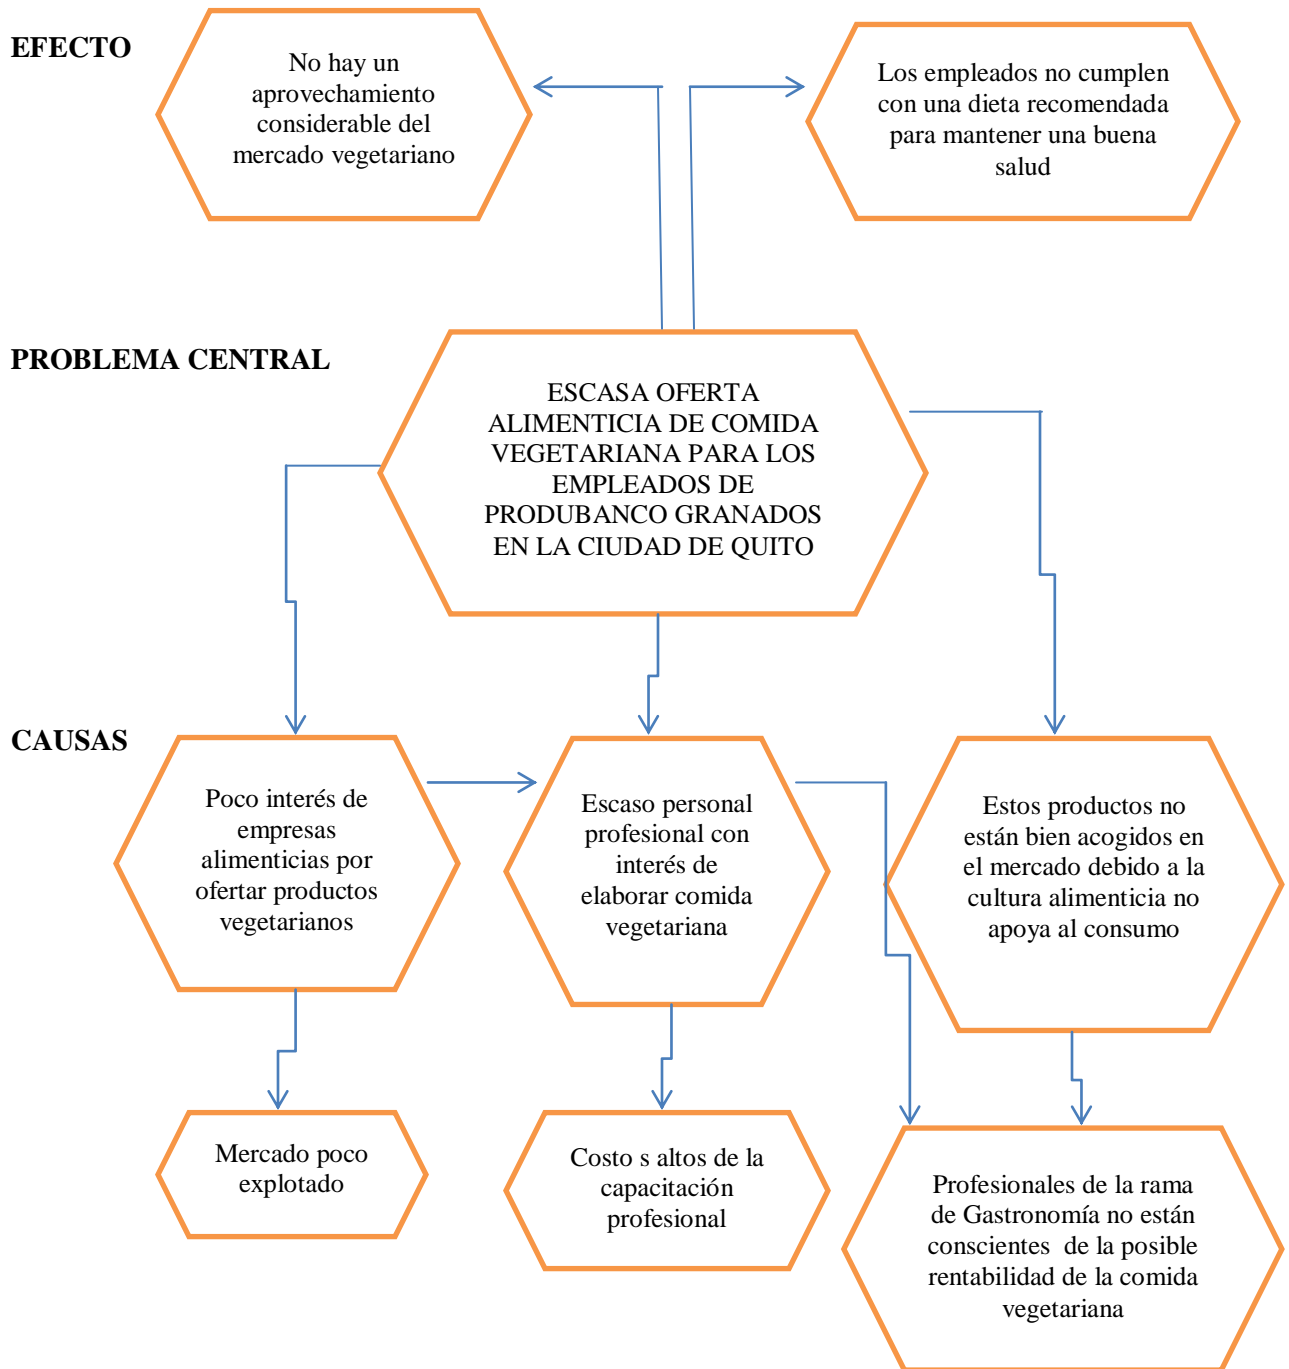 EFECTO
No hay un
aprovechamiento
considerable del
mercado vegetariano
Los empleados no cumplen
con una dieta recomendada
para mantener una buena
salud
PROBLEMA CENTRAL
ESCASA OFERTA
ALIMENTICIA DE COMIDA
VEGETARIANA PARA LOS
EMPLEADOS DE
PRODUBANCO GRANADOS
EN LA CIUDAD DE QUITO
CAUSAS
Poco interés de
empresas
alimenticias por
ofertar productos
vegetarianos
Escaso personal
profesional con
interés de
elaborar comida
vegetariana
Estos productos no
están bien acogidos en
el mercado debido a la
cultura alimenticia no
apoya al consumo
Mercado poco
explotado
Costo s altos de la
capacitación
profesional
Profesionales de la rama
de Gastronomía no están
conscientes  de la posible
rentabilidad de la comida
vegetariana